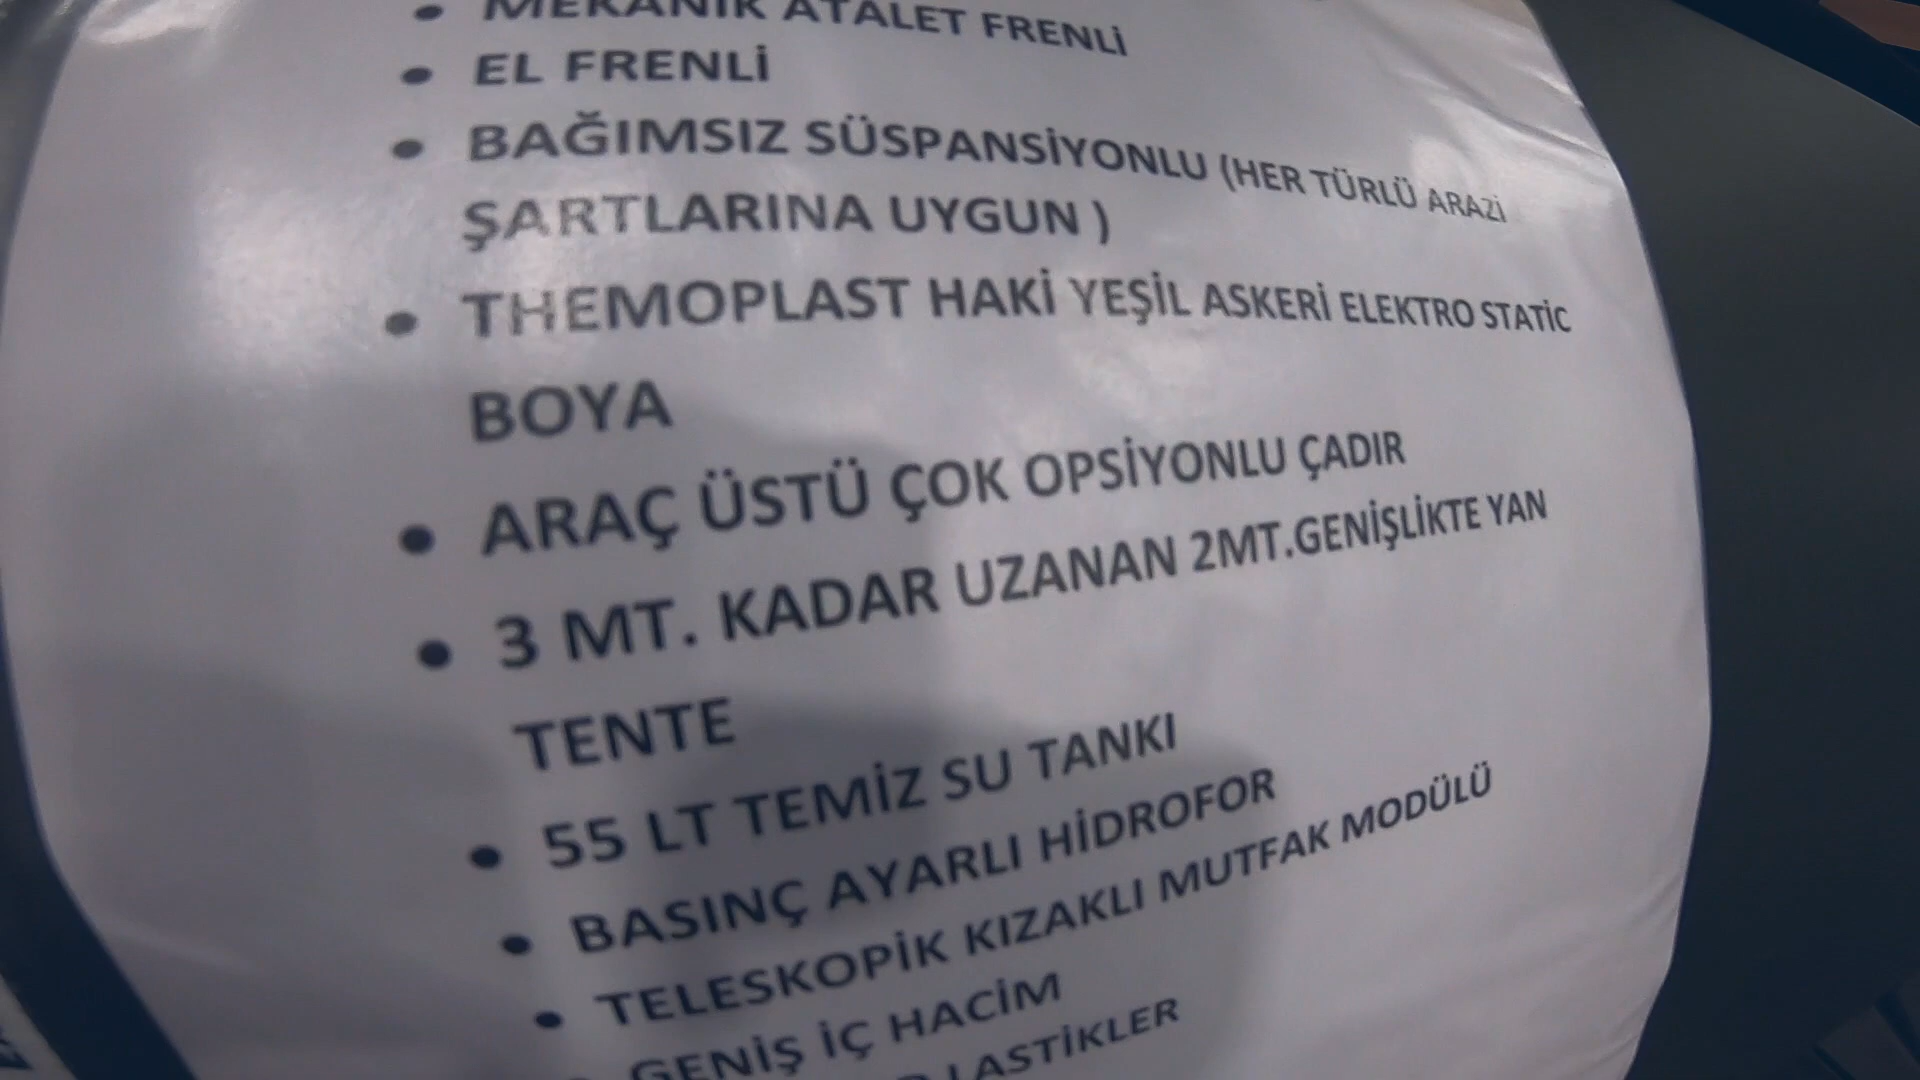 • MEKANİK ATALET FRENLİ
• EL FRENLİ
• BAĞIMSIZ SÜSPANSİYONLU (HER TÜRLÜ ARAZİ
ŞARTLARINA UYGUN )
• THEMOPLAST HAKİ YEŞİL ASKERİ ELEKTRO STATİC
BOYA
• ARAÇ ÜSTÜ ÇOK OPSİYONLU ÇADIR
• 3 MT. KADAR UZANAN 2MT.GENİŞLİKTE YAN
TENTE
• 55 LT TEMİZ SU TANKI
• BASINÇ AYARLI HİDROFOR
• TELESKOPİK KIZAKLI MUTFAK MODÜLÜ
• GENİŞ İÇ HACİM
LASTİKLER